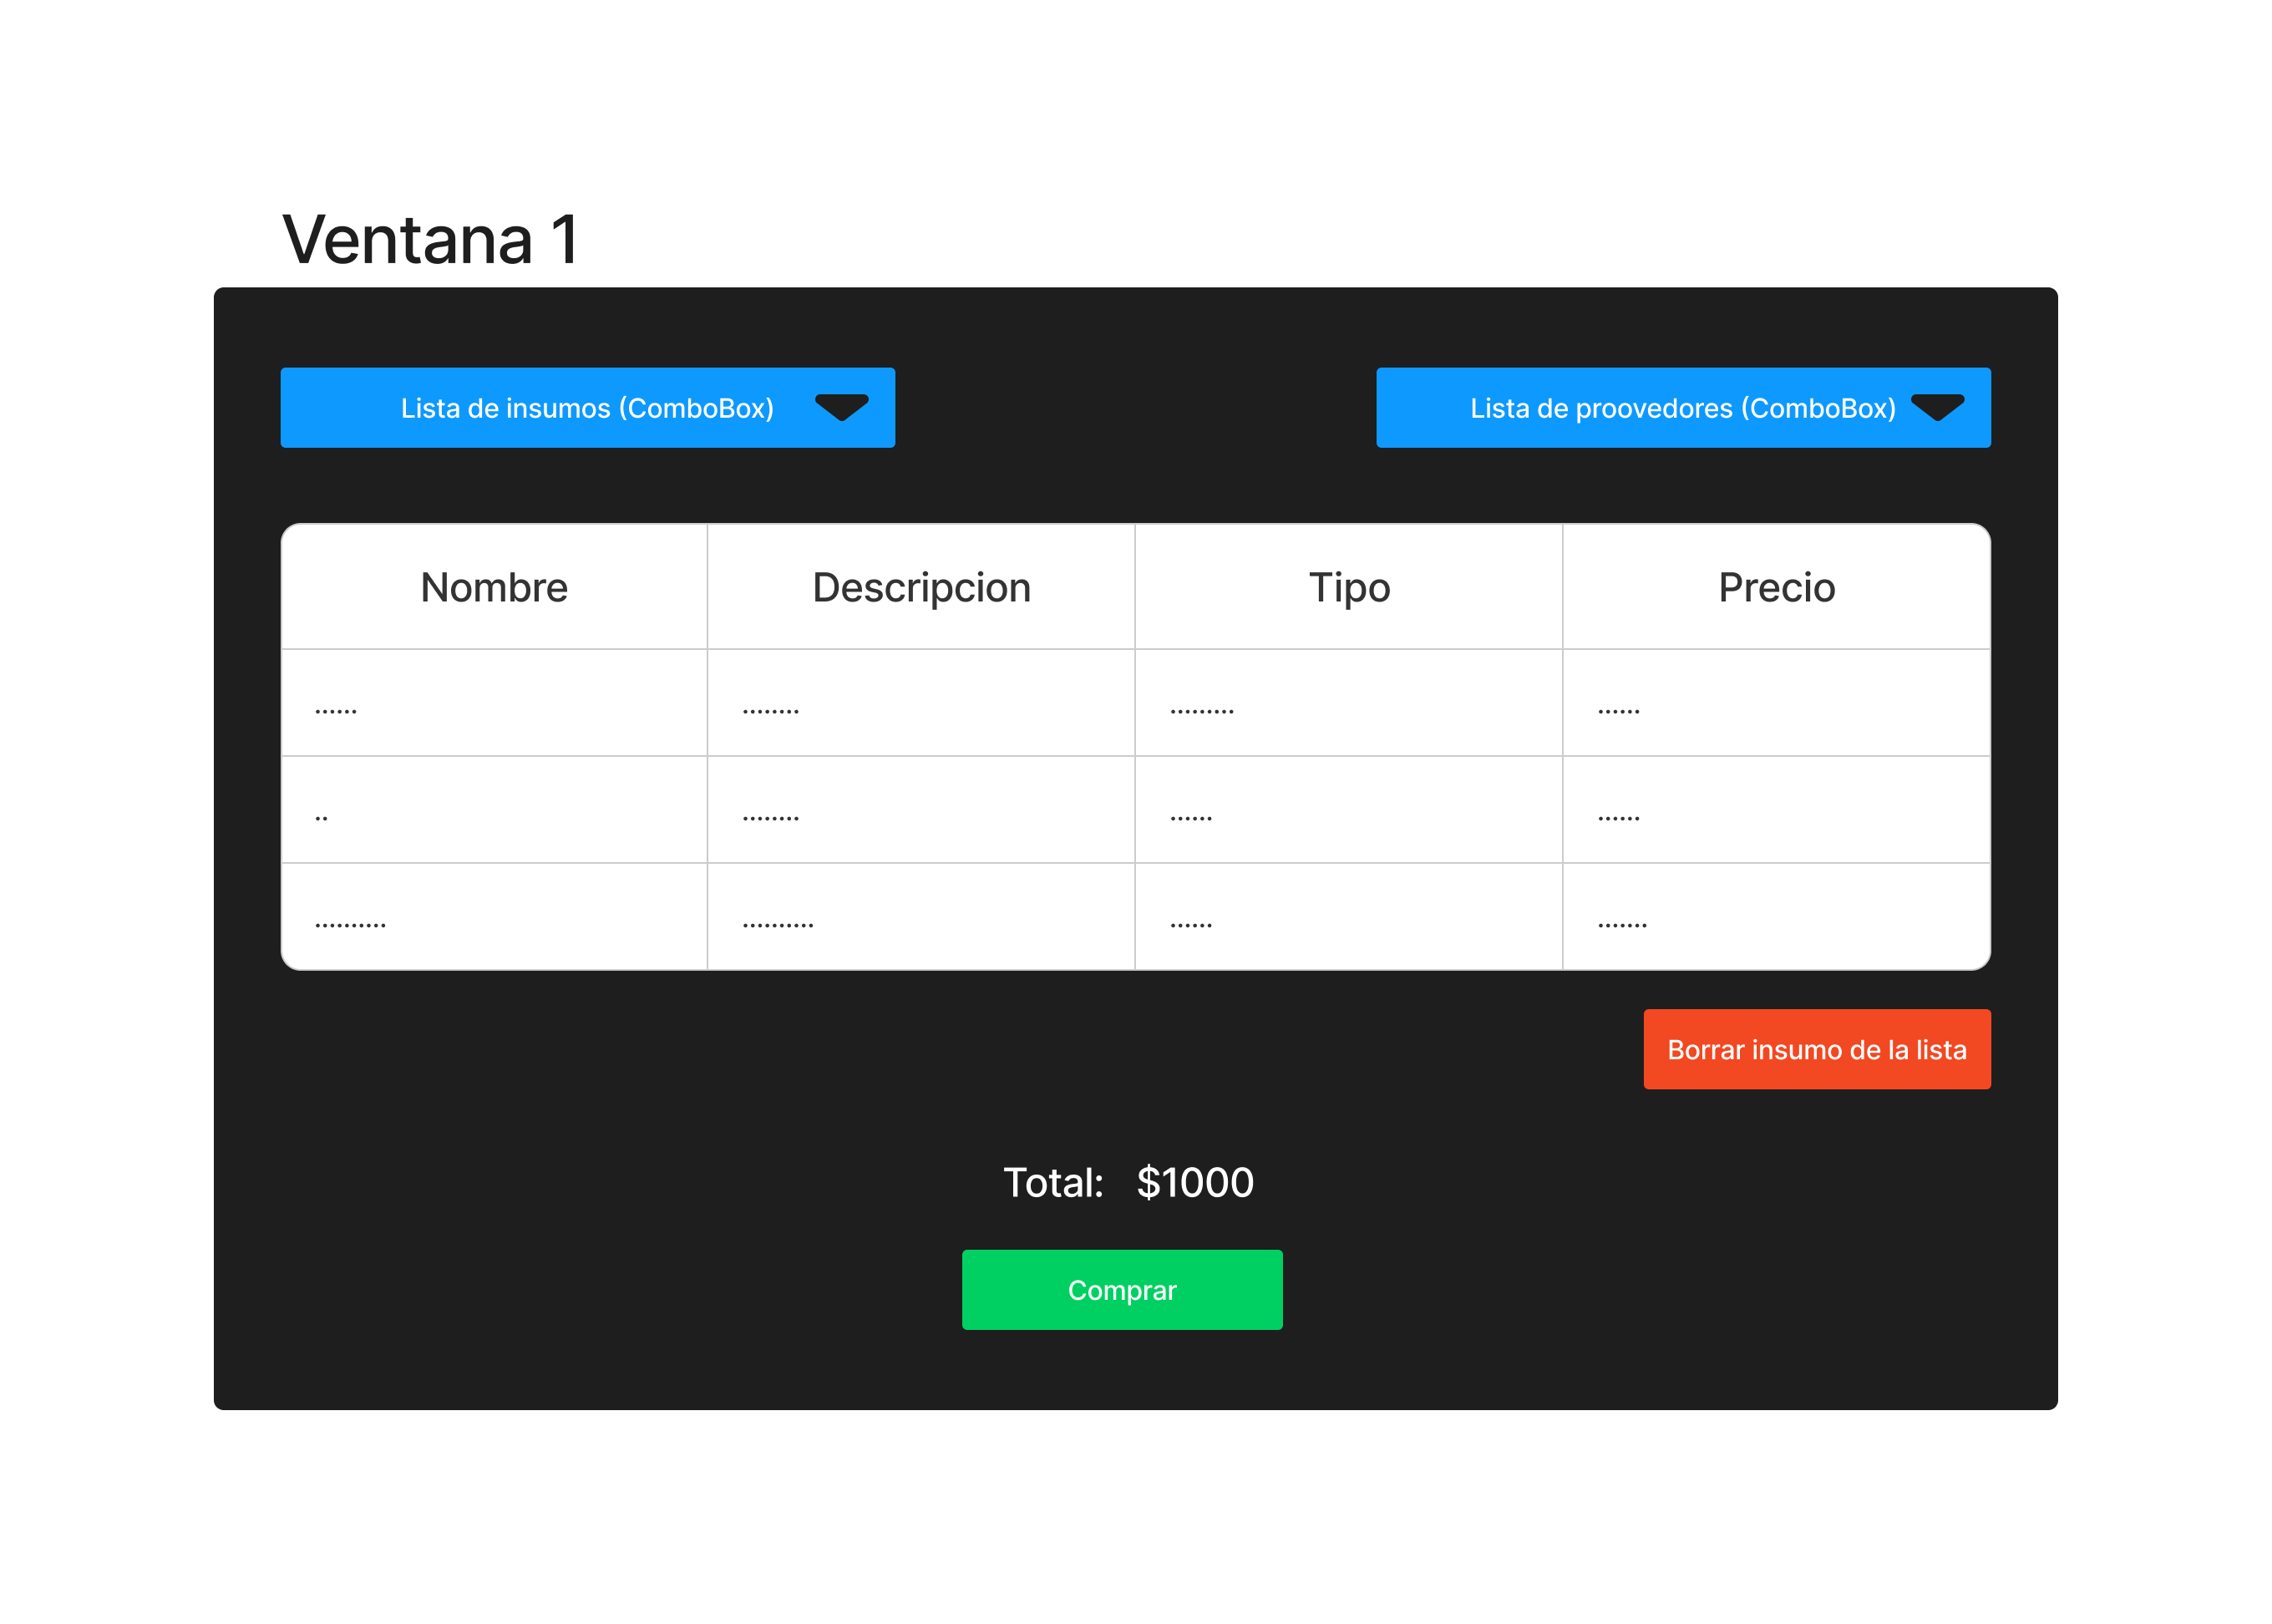 Ventana 1
Lista de insumos (ComboBox)
Lista de proovedores (ComboBox)
Nombre Descripcion Tipo Precio
...... ........ ......... ......
.. ........ ...... ......
.......... .......... ...... .......
Borrar insumo de la lista
Total: $1000
Comprar